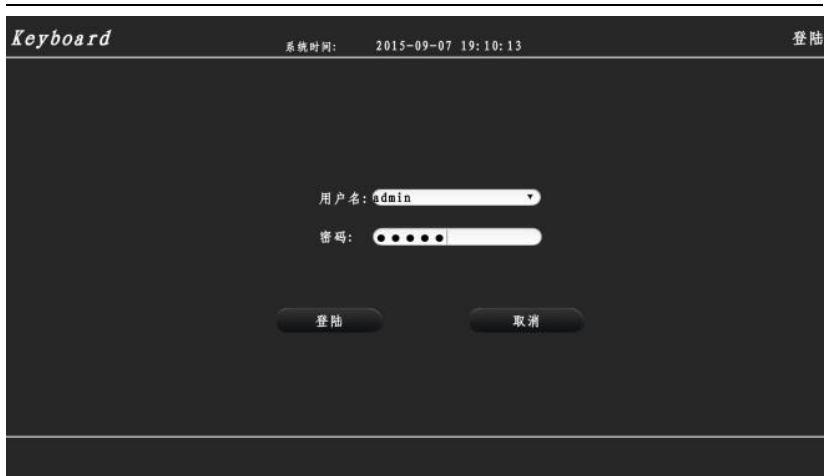 Keyboard
系统时间: 2015-09-07 19:10:13
登陆
用户名: admin
密码: ●●●●●
登陆 取消